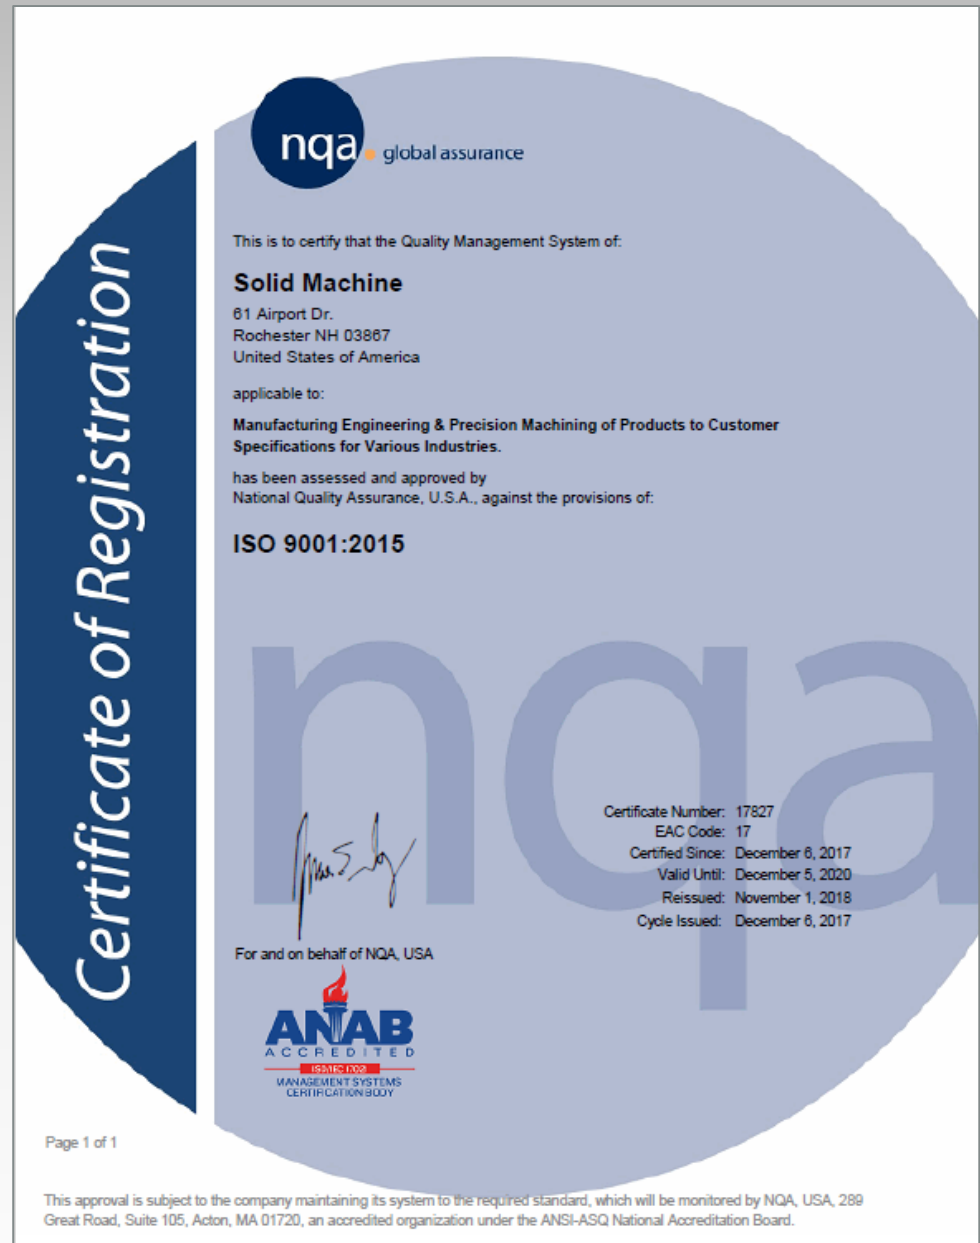 nqa. global assurance
Certificate of Registration
This is to certify that the Quality Management System of:
Solid Machine
61 Airport Dr.
Rochester NH 03867
United States of America
applicable to:
Manufacturing Engineering & Precision Machining of Products to Customer
Specifications for Various Industries.
has been assessed and approved by
National Quality Assurance, U.S.A., against the provisions of:
ISO 9001:2015
nqa
Certificate Number: 17827
EAC Code: 17
Certified Since: December 6, 2017
Valid Until: December 5, 2020
Reissued: November 1, 2018
Cycle Issued: December 6, 2017
For and on behalf of NQA, USA
ANAB
ACCREDITED
ISO/IEC 17021
MANAGEMENT SYSTEMS
CERTIFICATION BODY
Page 1 of 1
This approval is subject to the company maintaining its system to the required standard, which will be monitored by NQA, USA, 289
Great Road, Suite 105, Acton, MA 01720, an accredited organization under the ANSI-ASQ National Accreditation Board.